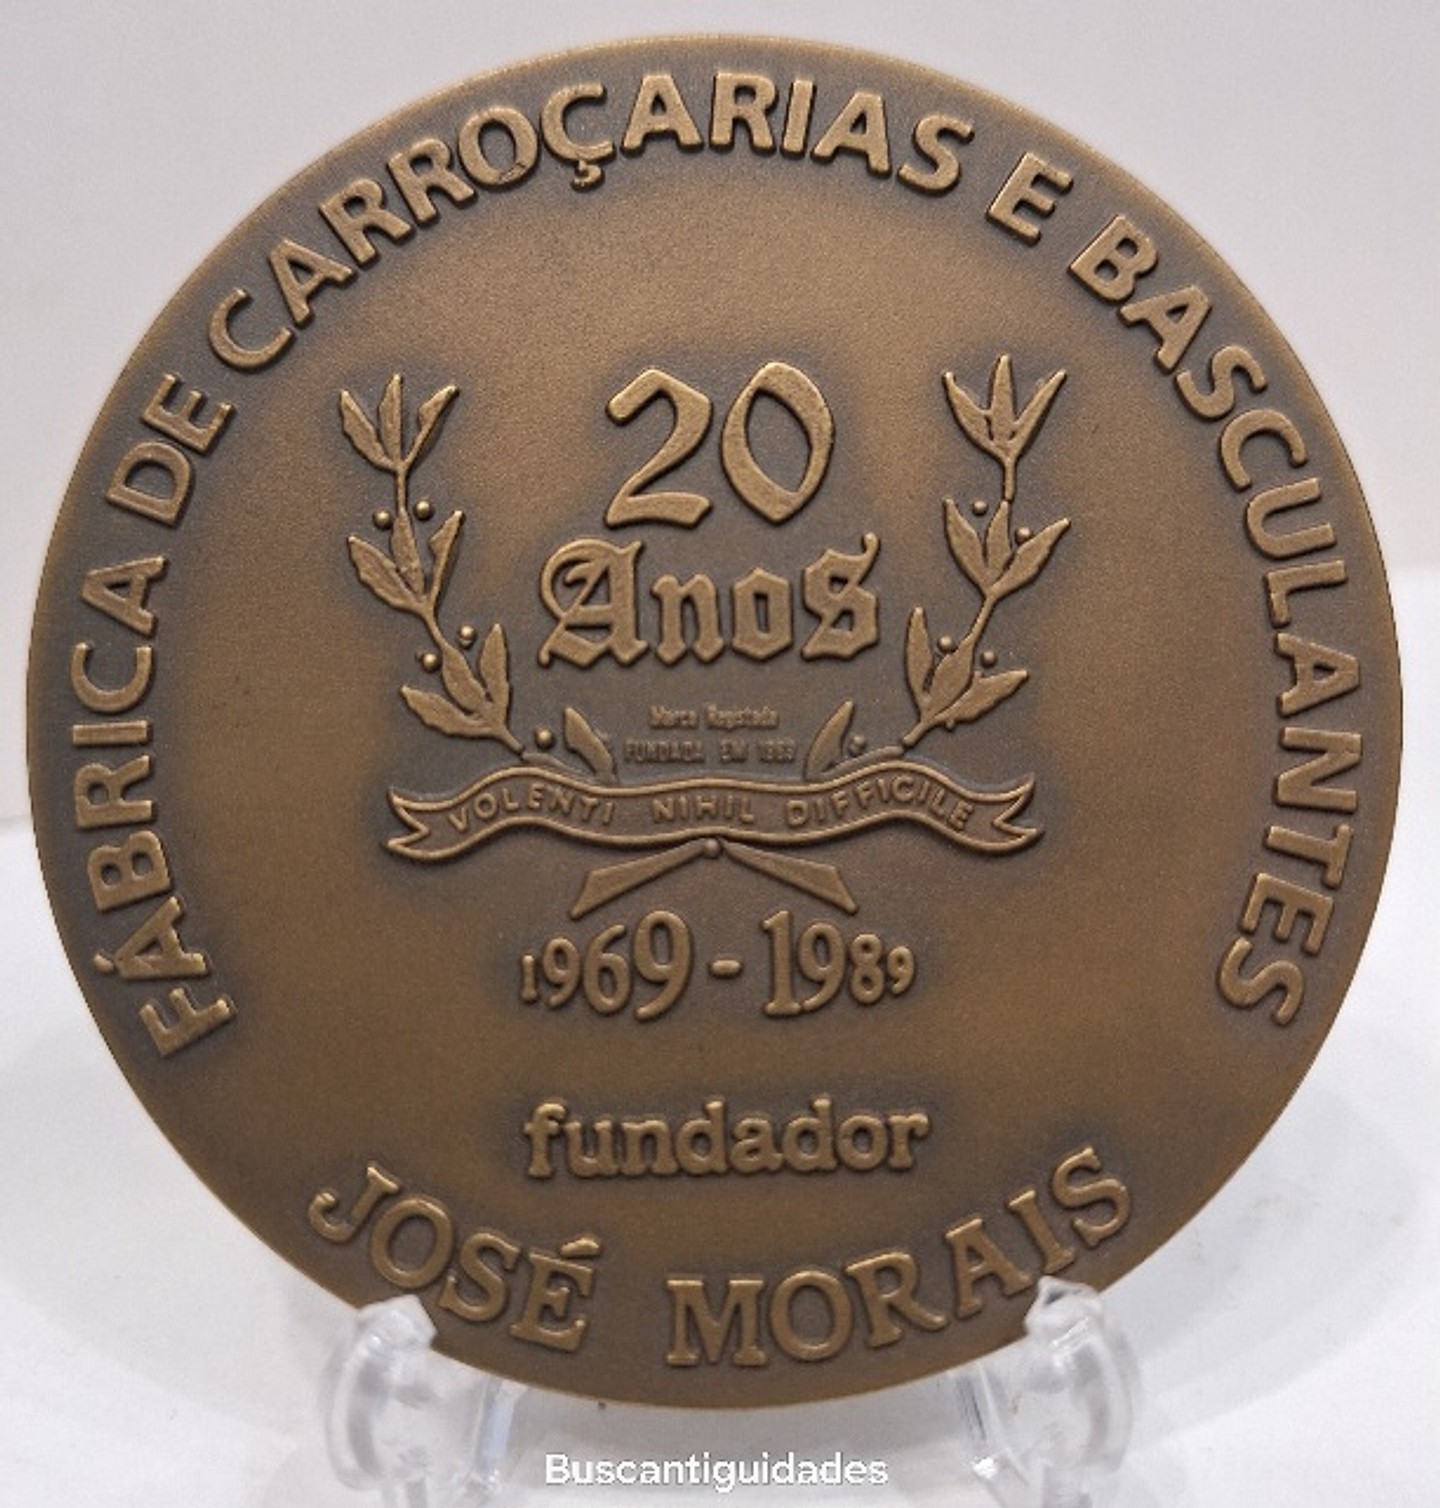 FÁBRICA DE CARROÇARIAS E BASCULANTES
20
Anos
Marca Registada
FUNDADA EM 1969
VOLENTI NIHIL DIFFICILE
1969 - 1989
fundador
JOSÉ MORAIS
Buscantiguidades